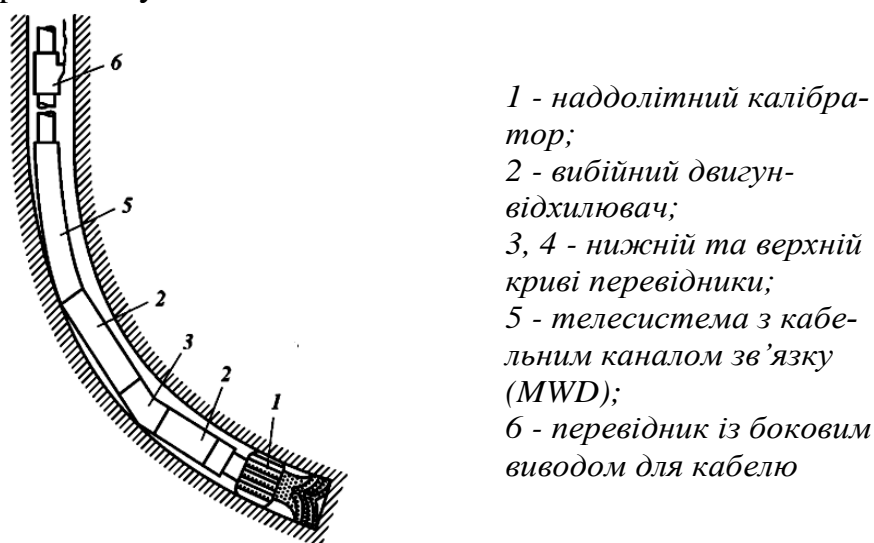 6
5
2
3
2
1
1 - наддолітний калібра-
тор;
2 - вибійний двигун-
відхилювач;
3, 4 - нижній та верхній
криві перевідники;
5 - телесистема з кабе-
льним каналом зв’язку
(MWD);
6 - перевідник із боковим
виводом для кабелю